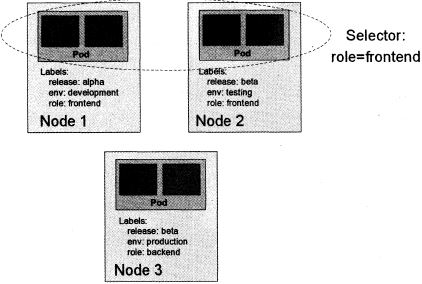 Pod
Labels:
release: alpha
env: development
role: frontend
Node 1
Pod
Labels:
release: beta
env: testing
role: frontend
Node 2
Selector:
role=frontend
Pod
Labels:
release: beta
env: production
role: backend
Node 3